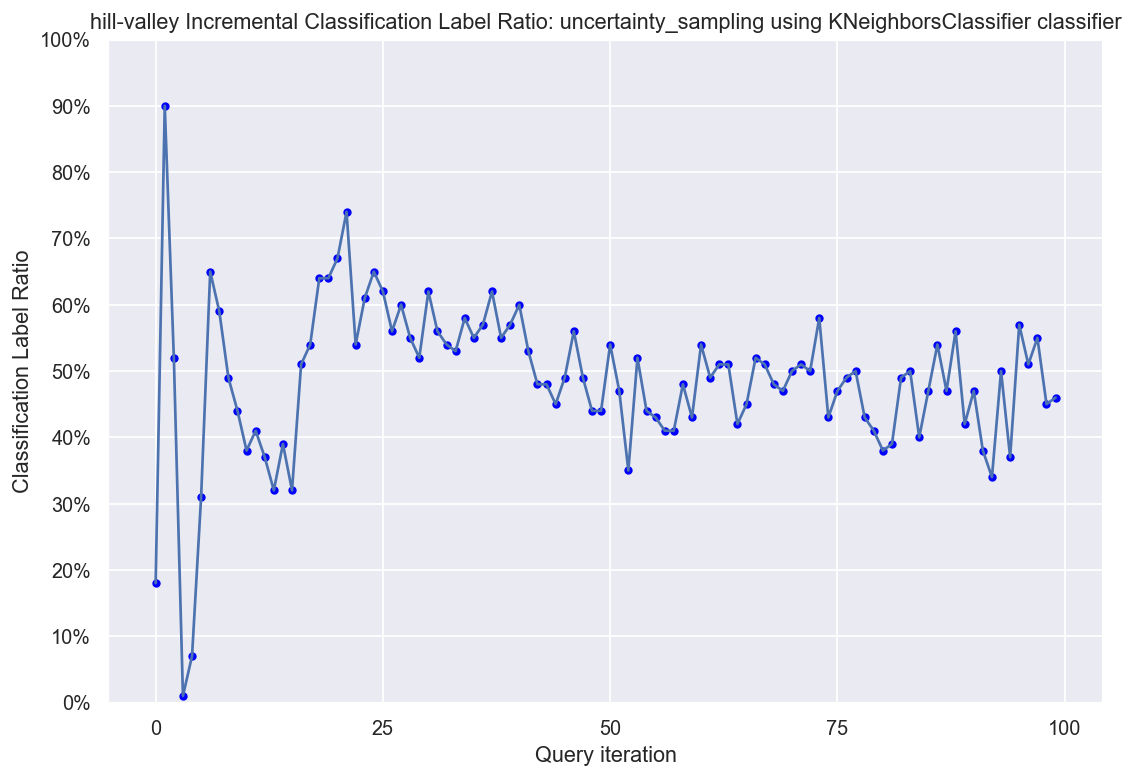 hill-valley Incremental Classification Label Ratio: uncertainty_sampling using KNeighborsClassifier classifier
100%
90%
80%
70%
60%
50%
40%
30%
20%
10%
0%
Classification Label Ratio
0 25 50 75 100
Query iteration